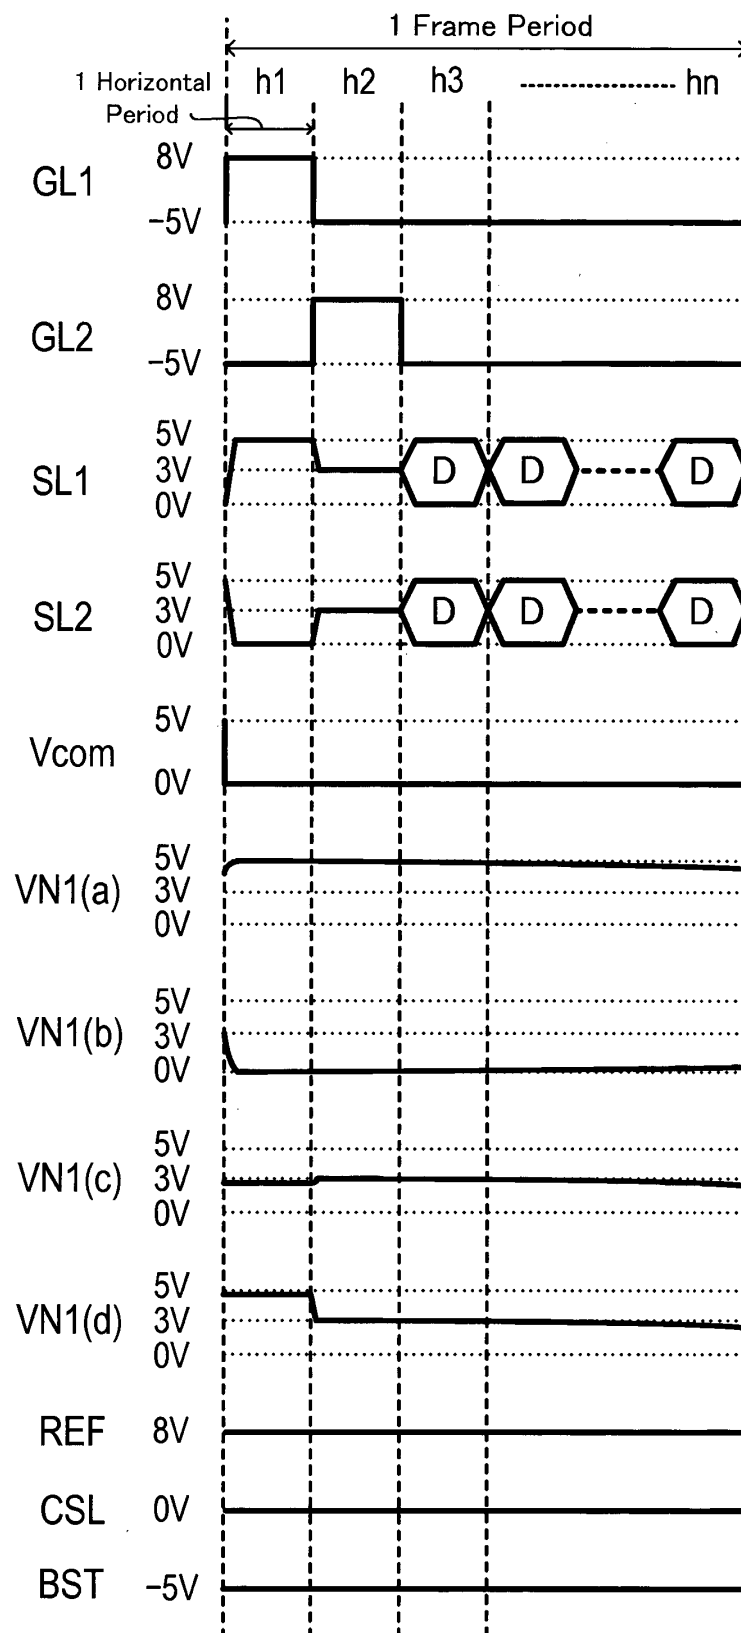 1 Frame Period
1 Horizontal Period
h1 h2 h3 hn
GL1 8V
−5V
GL2 8V
−5V
SL1 5V
3V
0V
D D D
SL2 5V
3V
0V
D D D
Vcom 5V
0V
VN1(a) 5V
3V
0V
VN1(b) 5V
3V
0V
VN1(c) 5V
3V
0V
VN1(d) 5V
3V
0V
REF 8V
CSL 0V
BST −5V